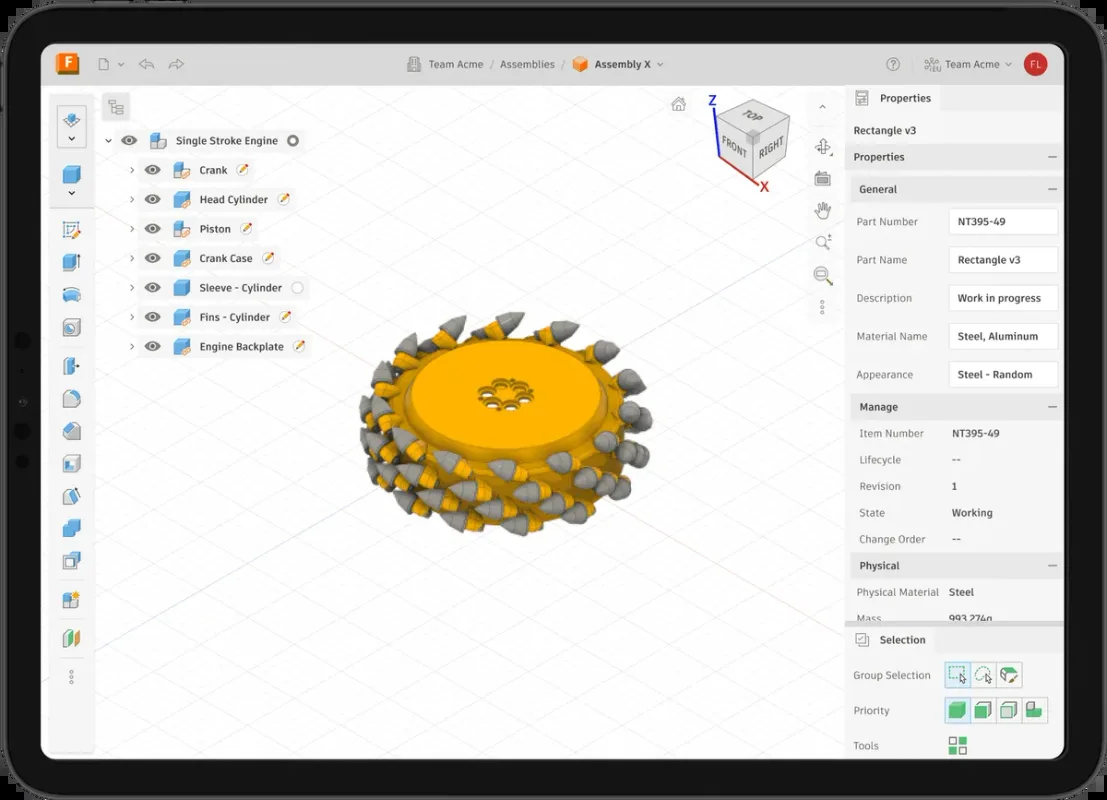 F
Team Acme / Assemblies / Assembly X
EU
Team Acme
FL
Single Stroke Engine
Crank
Head Cylinder
Piston
Crank Case
Sleeve - Cylinder
Fins - Cylinder
Engine Backplate
Z
TOP
FRONT
RIGHT
X
Properties
Rectangle v3
Properties
General
Part Number NT395-49
Part Name Rectangle v3
Description Work in progress
Material Name Steel, Aluminum
Appearance Steel - Random
Manage
Item Number NT395-49
Lifecycle --
Revision 1
State Working
Change Order --
Physical
Physical Material Steel
Mass 993.274g
Selection
Group Selection
Priority
Tools